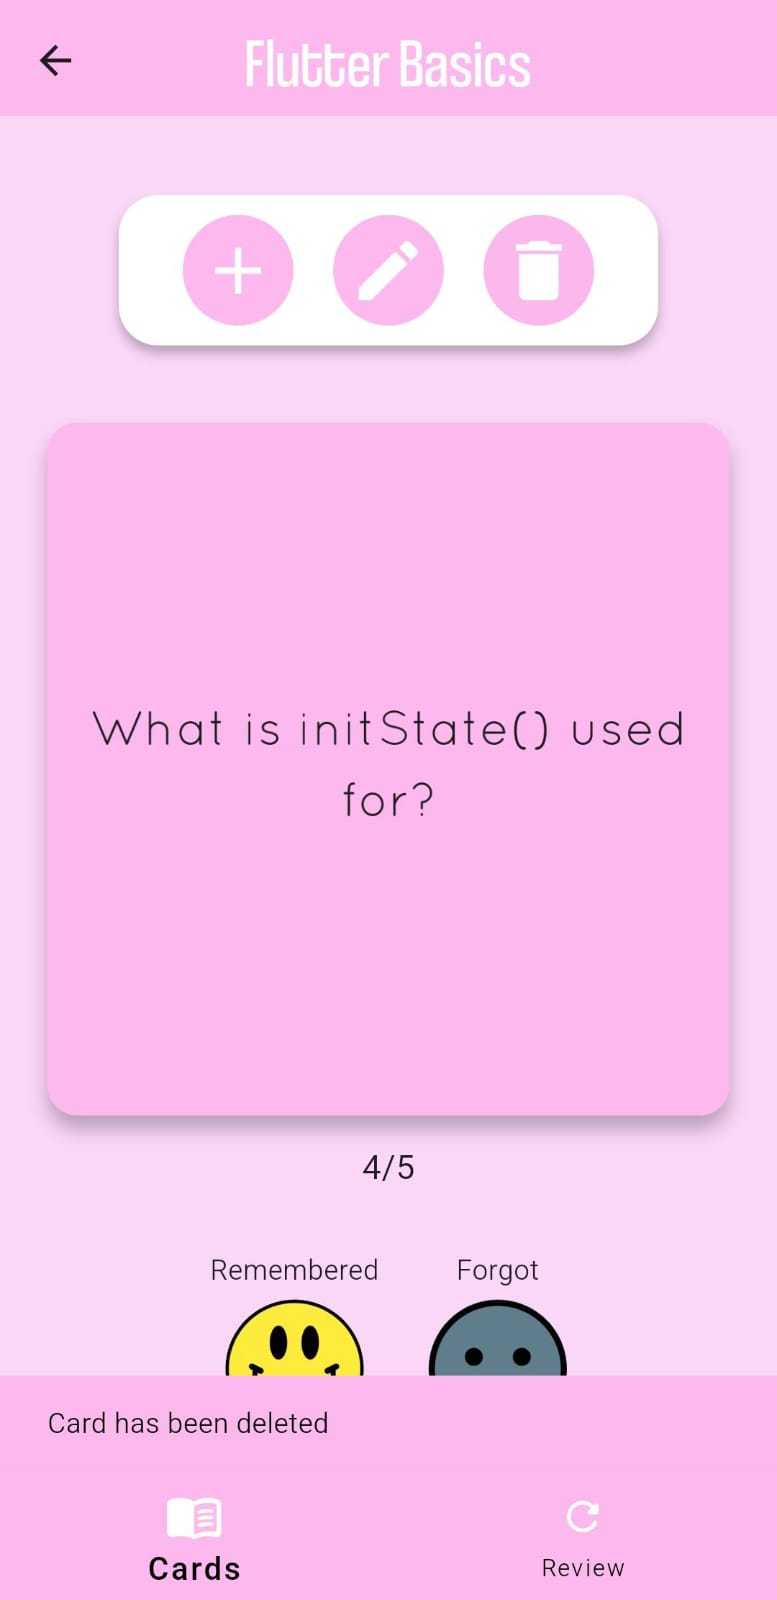 Flutter Basics
What is initState() used
for?
4/5
Remembered Forgot
Card has been deleted
Cards Review